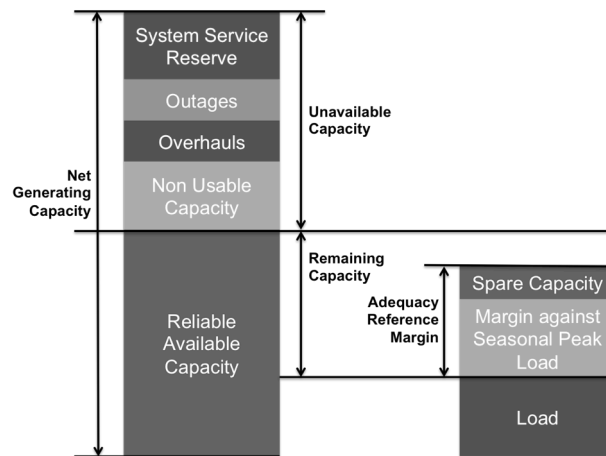 System Service
Reserve
Outages
Overhauls
Non Usable
Capacity
Reliable
Available
Capacity
Net
Generating
Capacity
Unavailable
Capacity
Remaining
Capacity
Adequacy
Reference
Margin
Spare Capacity
Margin against
Seasonal Peak
Load
Load